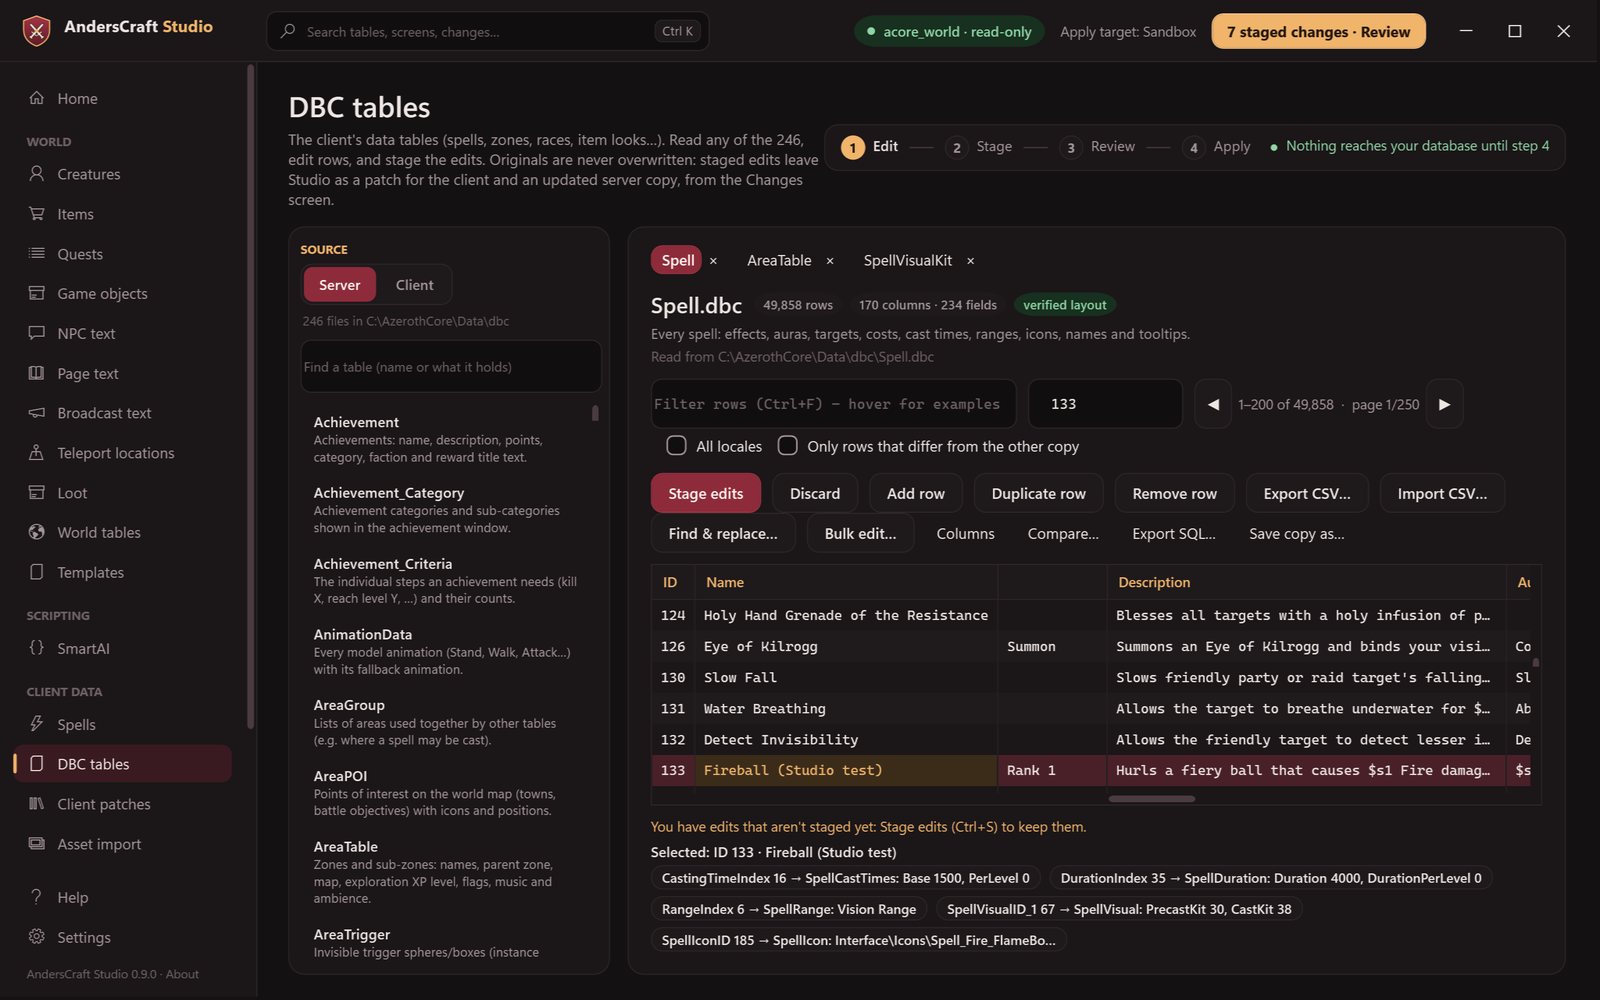 AndersCraft Studio
Search tables, screens, changes...
Ctrl K
acore_world · read-only
Apply target: Sandbox
7 staged changes · Review
Home
WORLD
Creatures
Items
Quests
Game objects
NPC text
Page text
Broadcast text
Teleport locations
Loot
World tables
Templates
SCRIPTING
SmartAI
CLIENT DATA
Spells
DBC tables
Client patches
Asset import
Help
Settings
AndersCraft Studio 0.9.0 · About
DBC tables
The client's data tables (spells, zones, races, item looks...). Read any of the 246,
edit rows, and stage the edits. Originals are never overwritten: staged edits leave
Studio as a patch for the client and an updated server copy, from the Changes
screen.
1 Edit
2 Stage
3 Review
4 Apply
Nothing reaches your database until step 4
SOURCE
Server
Client
246 files in C:\AzerothCore\Data\dbc
Find a table (name or what it holds)
Achievement
Achievements: name, description, points,
category, faction and reward title text.
Achievement_Category
Achievement categories and sub-categories
shown in the achievement window.
Achievement_Criteria
The individual steps an achievement needs (kill
X, reach level Y, ...) and their counts.
AnimationData
Every model animation (Stand, Walk, Attack...)
with its fallback animation.
AreaGroup
Lists of areas used together by other tables
(e.g. where a spell may be cast).
AreaPOI
Points of interest on the world map (towns,
battle objectives) with icons and positions.
AreaTable
Zones and sub-zones: names, parent zone,
map, exploration XP level, flags, music and
ambience.
AreaTrigger
Invisible trigger spheres/boxes (instance
Spell ×
AreaTable ×
SpellVisualKit ×
Spell.dbc
49,858 rows
170 columns · 234 fields
verified layout
Every spell: effects, auras, targets, costs, cast times, ranges, icons, names and tooltips.
Read from C:\AzerothCore\Data\dbc\Spell.dbc
Filter rows (Ctrl+F) — hover for examples
133
◀ 1–200 of 49,858 · page 1/250 ▶
All locales
Only rows that differ from the other copy
Stage edits
Discard
Add row
Duplicate row
Remove row
Export CSV...
Import CSV...
Find & replace...
Bulk edit...
Columns
Compare...
Export SQL...
Save copy as...
ID Name Description Au
124 Holy Hand Grenade of the Resistance Blesses all targets with a holy infusion of p…
126 Eye of Kilrogg Summon Summons an Eye of Kilrogg and binds your visi… Co
130 Slow Fall Slows friendly party or raid target's falling… Sl
131 Water Breathing Allows the target to breathe underwater for $… Ab
132 Detect Invisibility Allows the friendly target to detect lesser i… De
133 Fireball (Studio test) Rank 1 Hurls a fiery ball that causes $s1 Fire damag… $s
You have edits that aren't staged yet: Stage edits (Ctrl+S) to keep them.
Selected: ID 133 · Fireball (Studio test)
CastingTimeIndex 16 → SpellCastTimes: Base 1500, PerLevel 0
DurationIndex 35 → SpellDuration: Duration 4000, DurationPerLevel 0
RangeIndex 6 → SpellRange: Vision Range
SpellVisualID_1 67 → SpellVisual: PrecastKit 30, CastKit 38
SpellIconID 185 → SpellIcon: Interface\Icons\Spell_Fire_FlameBo...